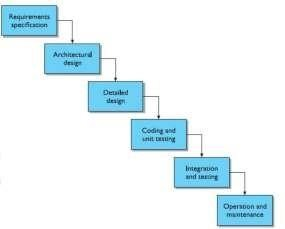 Requirements
specification
Architectural
design
Detailed
design
Coding and
unit testing
Integration
and testing
Operation and
maintenance